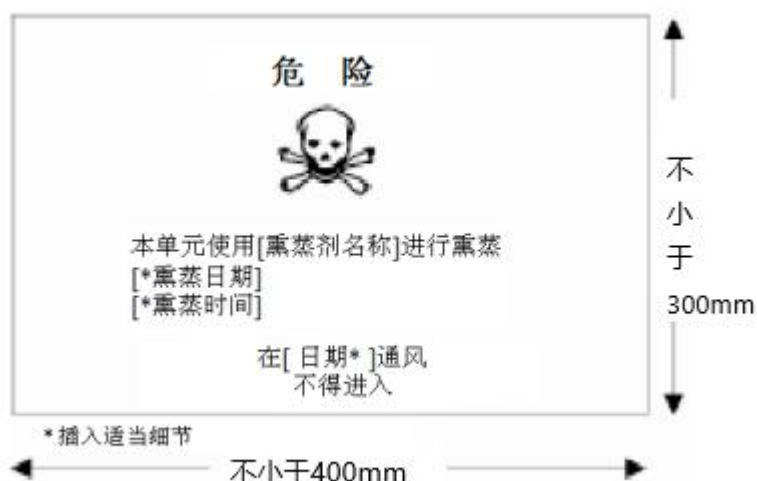 危 险
本单元使用[熏蒸剂名称]进行熏蒸
[*熏蒸日期]
[*熏蒸时间]
在[ 日期* ]通风
不得进入
*插入适当细节
不小于400mm
不
小
于
300mm